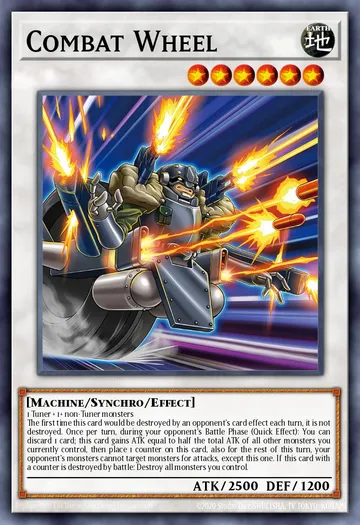 COMBAT WHEEL
EARTH
地
[MACHINE/SYNCHRO/EFFECT]
1 Tuner + 1+ non-Tuner monsters
The first time this card would be destroyed by an opponent's card effect each turn, it is
not destroyed. Once per turn, during your opponent's Battle Phase (Quick Effect): You can
discard 1 card; this card gains ATK equal to half the total ATK of all other monsters you
currently control, then place 1 counter on this card, also for the rest of this turn, your
opponent's monsters cannot target monsters for attacks, except this one. If this card with
a counter is destroyed by battle: Destroy all monsters you control.
ATK/2500 DEF/1200